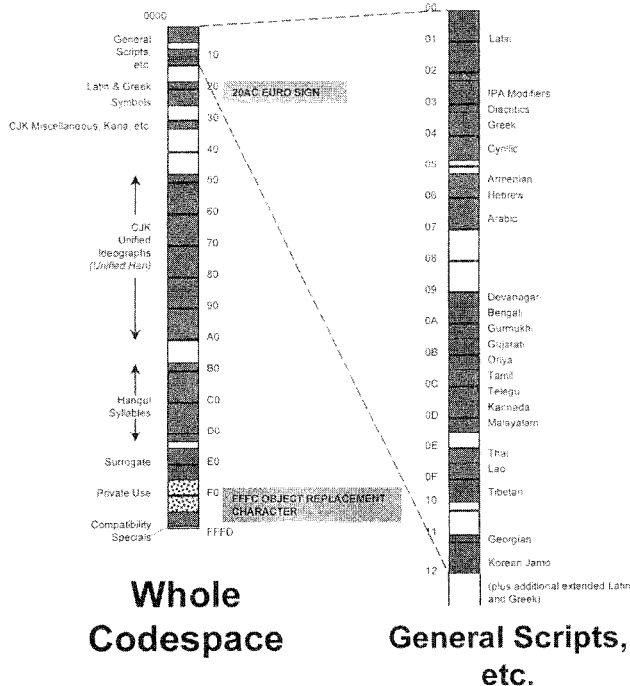 0000
General
Scripts,
etc.
10
Latin & Greek
20
Symbols
20AC EURO SIGN
CJK Miscellaneous, Kana, etc.
30
40
50
CJK
Unified
Ideographs
(Unified Han)
60
70
80
90
A0
B0
Hangul
Syllables
C0
D0
Surrogate
E0
Private Use
F0
FFFC OBJECT REPLACEMENT
CHARACTER
Compatibility
Specials
FFFD
Whole
Codespace
00
01
Latin
02
IPA Modifiers
03
Diacritics
Greek
04
Cyrillic
05
Armenian
06
Hebrew
Arabic
07
08
09
Devanagari
Bengali
0A
Gurmukhi
Gujarati
0B
Oriya
Tamil
0C
Telegu
Kannada
0D
Malayalam
0E
Thai
Lao
0F
Tibetan
10
11
Georgian
Korean Jamo
12
(plus additional extended Latin
and Greek)
General Scripts,
etc.